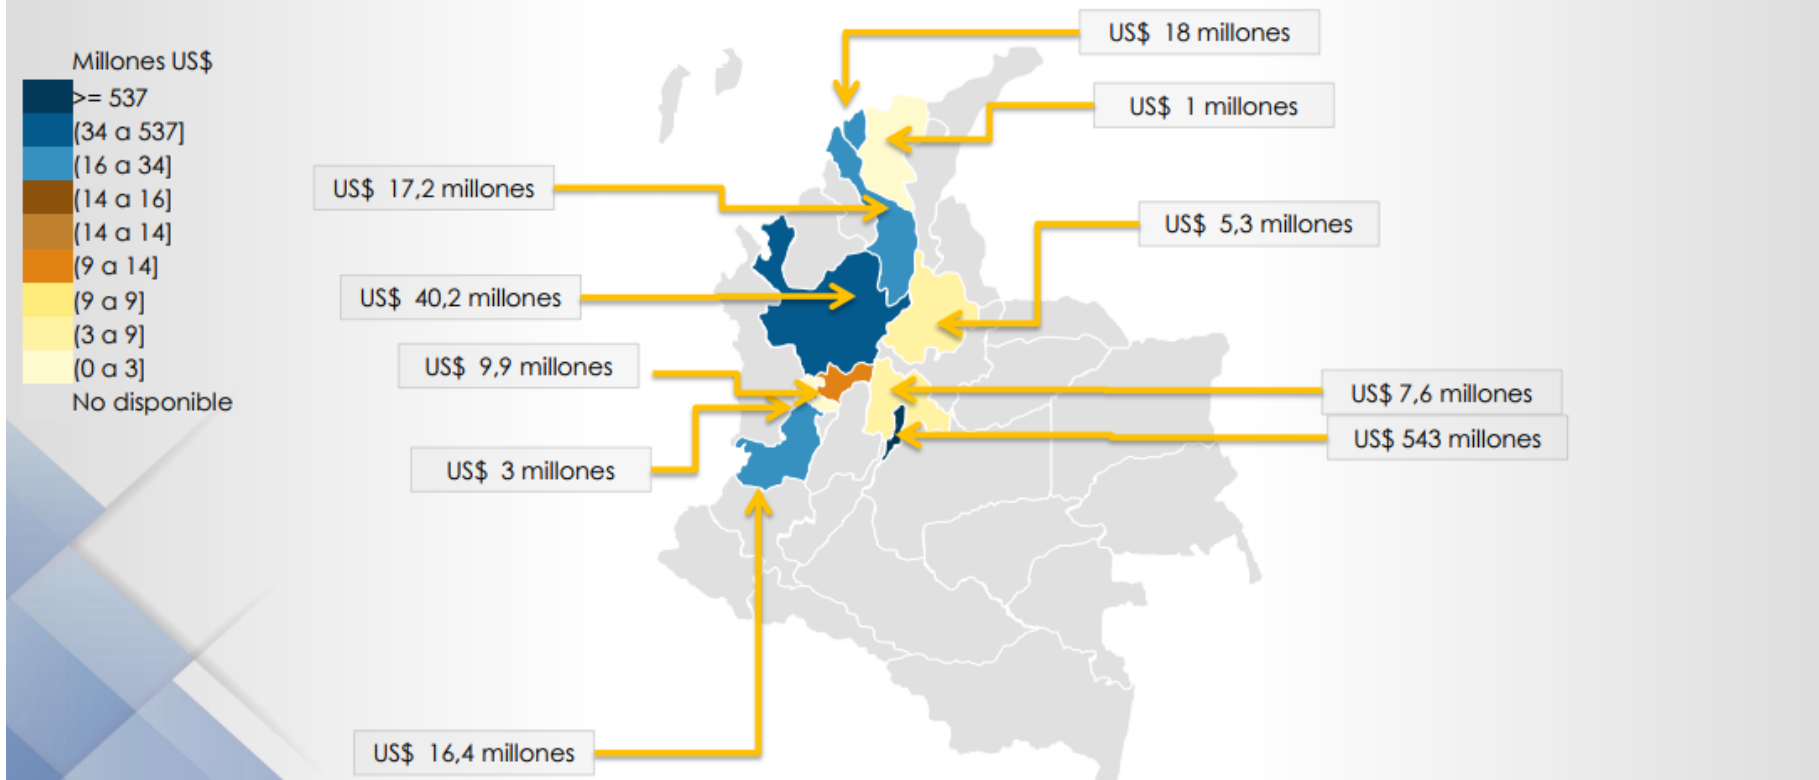 Millones US$
>= 537
(34 a 537]
(16 a 34]
(14 a 16]
(14 a 14]
(9 a 14]
(9 a 9]
(3 a 9]
(0 a 3]
No disponible
US$ 18 millones
US$ 1 millones
US$ 17,2 millones
US$ 5,3 millones
US$ 40,2 millones
US$ 9,9 millones
US$ 7,6 millones
US$ 543 millones
US$ 3 millones
US$ 16,4 millones